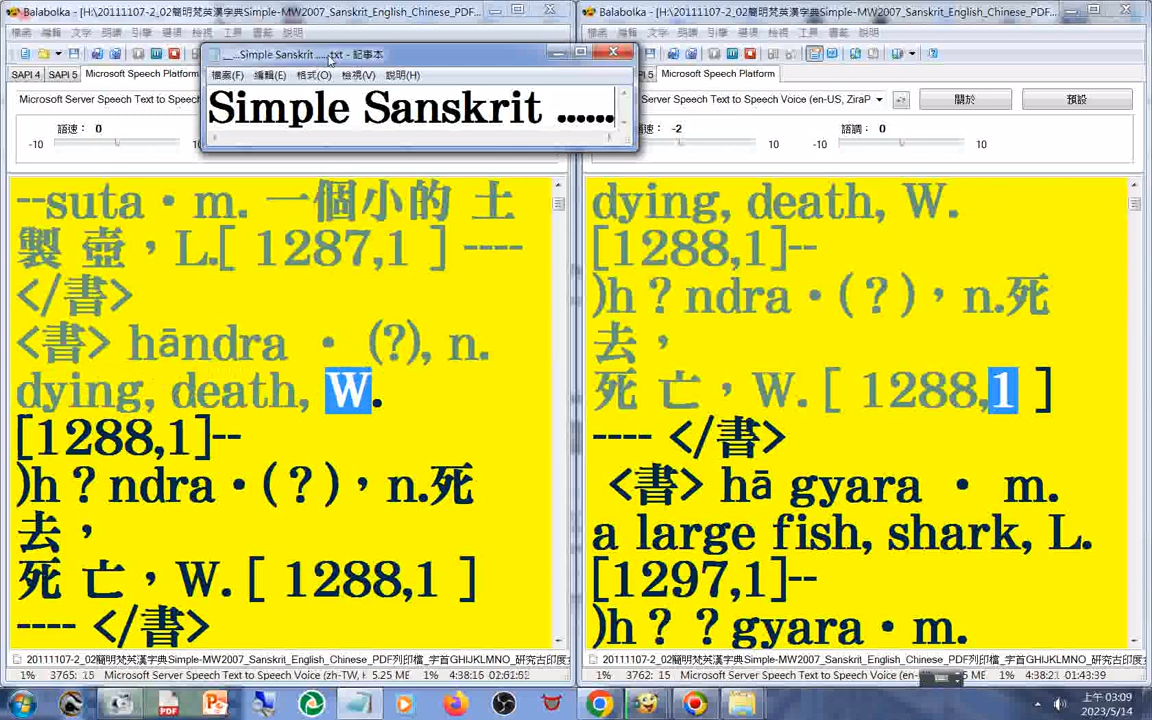 Balabolka - [H:\20111107-2_02簡明梵英漢字典Simple-MW2007_Sanskrit_English_Chinese_PDF...
檔案 編輯 文字 朗讀
SAPI 4 SAPI 5 Microsoft Speech Platform
Microsoft Server Speech Text to Speech
語速： 0
-10
--suta·m. 一個小的 土
製 壺，L.[ 1287,1 ] ----
</書>
<書> hāndra · (?), n.
dying, death, W.
[1288,1]--
)h？ndra·(？)，n.死
去，
死 亡，W. [ 1288,1 ]
---- </書>
20111107-2_02簡明梵英漢字典Simple-MW2007_Sanskrit_English_Chinese_PDF列印檔_字首GHIJKLMNO_研究古印度
1% 3765: 15 Microsoft Server Speech Text to Speech Voice (zh-TW, 5.25 MB 1% 4:38:15 02:01:53
__...Simple Sanskrit .....txt - 記事本
檔案(F) 編輯(E) 格式(O) 檢視(V) 說明(H)
Simple Sanskrit ......
Balabolka - [H:\20111107-2_02簡明梵英漢字典Simple-MW2007_Sanskrit_English_Chinese_PDF...
5 Microsoft Speech Platform
Server Speech Text to Speech Voice (en-US, ZiraP 關於 預設
速： -2 語調： 0
10 -10 10
dying, death, W.
[1288,1]--
)h？ndra·(？)，n.死
去，
死 亡，W. [ 1288,1 ]
---- </書>
<書> hā gyara · m.
a large fish, shark, L.
[1297,1]--
)h？？gyara·m.
20111107-2_02簡明梵英漢字典Simple-MW2007_Sanskrit_English_Chinese_PDF列印檔_字首GHIJKLMNO_研究古印度
1% 3762: 15 Microsoft Server Speech Text to Speech Voice (en-US 5.25 MB 1% 4:38:21 01:43:39
上午 03:09
2023/5/14